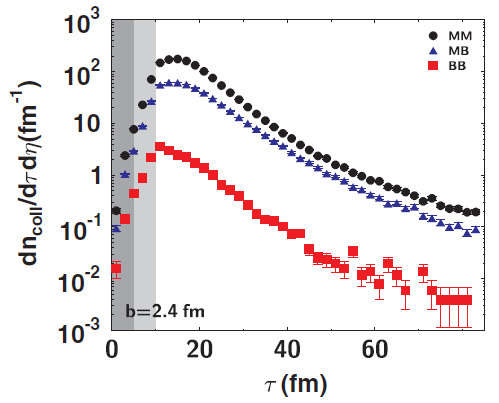 10³
10²
10
1
10⁻¹
10⁻²
10⁻³
dn_coll/dτdη(fm⁻¹)
MM
MB
BB
b=2.4 fm
0 20 40 60
τ (fm)